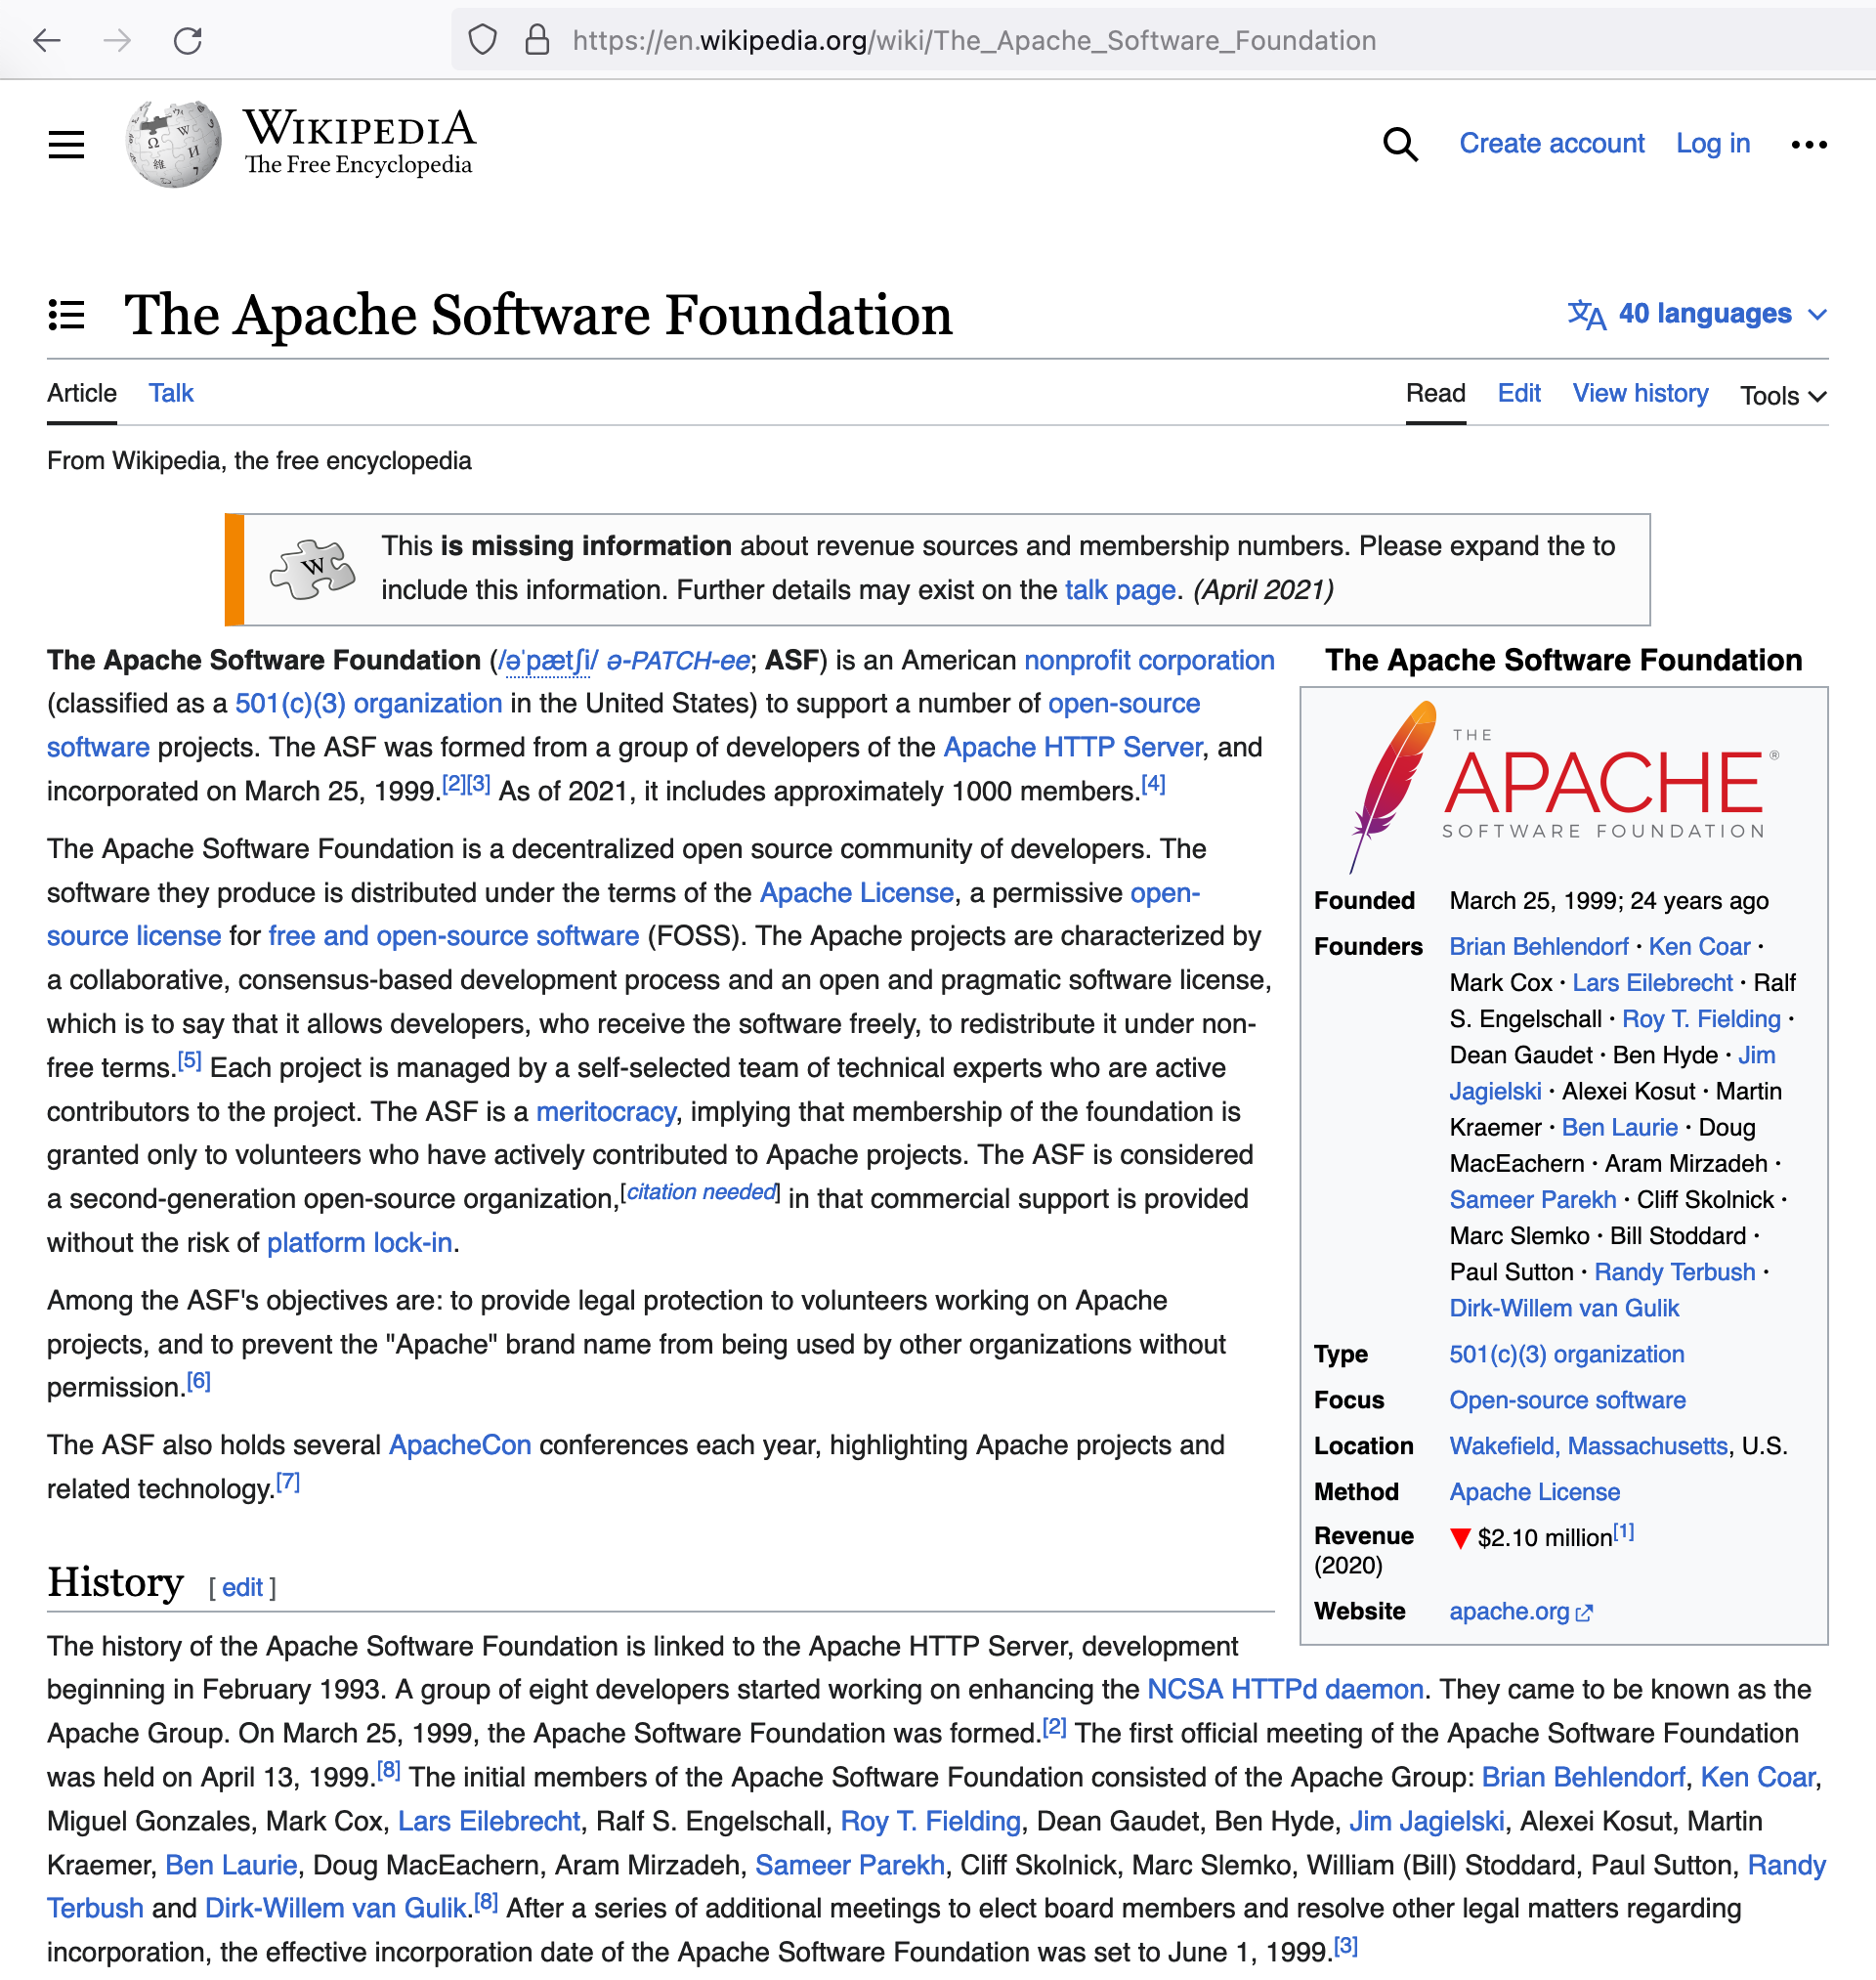 https://en.wikipedia.org/wiki/The_Apache_Software_Foundation
WIKIPEDIA
The Free Encyclopedia
Create account Log in
The Apache Software Foundation
40 languages
Article Talk
Read Edit View history Tools
From Wikipedia, the free encyclopedia
This is missing information about revenue sources and membership numbers. Please expand the to
include this information. Further details may exist on the talk page. (April 2021)
The Apache Software Foundation (/əˈpætʃi/ ə-PATCH-ee; ASF) is an American nonprofit corporation
(classified as a 501(c)(3) organization in the United States) to support a number of open-source
software projects. The ASF was formed from a group of developers of the Apache HTTP Server, and
incorporated on March 25, 1999.[2][3] As of 2021, it includes approximately 1000 members.[4]
The Apache Software Foundation is a decentralized open source community of developers. The
software they produce is distributed under the terms of the Apache License, a permissive open-
source license for free and open-source software (FOSS). The Apache projects are characterized by
a collaborative, consensus-based development process and an open and pragmatic software license,
which is to say that it allows developers, who receive the software freely, to redistribute it under non-
free terms.[5] Each project is managed by a self-selected team of technical experts who are active
contributors to the project. The ASF is a meritocracy, implying that membership of the foundation is
granted only to volunteers who have actively contributed to Apache projects. The ASF is considered
a second-generation open-source organization,[citation needed] in that commercial support is provided
without the risk of platform lock-in.
Among the ASF's objectives are: to provide legal protection to volunteers working on Apache
projects, and to prevent the "Apache" brand name from being used by other organizations without
permission.[6]
The ASF also holds several ApacheCon conferences each year, highlighting Apache projects and
related technology.[7]
The Apache Software Foundation
THE
APACHE®
SOFTWARE FOUNDATION
Founded March 25, 1999; 24 years ago
Founders Brian Behlendorf · Ken Coar ·
Mark Cox · Lars Eilebrecht · Ralf
S. Engelschall · Roy T. Fielding ·
Dean Gaudet · Ben Hyde · Jim
Jagielski · Alexei Kosut · Martin
Kraemer · Ben Laurie · Doug
MacEachern · Aram Mirzadeh ·
Sameer Parekh · Cliff Skolnick ·
Marc Slemko · Bill Stoddard ·
Paul Sutton · Randy Terbush ·
Dirk-Willem van Gulik
Type 501(c)(3) organization
Focus Open-source software
Location Wakefield, Massachusetts, U.S.
Method Apache License
Revenue ▼ $2.10 million[1]
(2020)
Website apache.org
History [ edit ]
The history of the Apache Software Foundation is linked to the Apache HTTP Server, development
beginning in February 1993. A group of eight developers started working on enhancing the NCSA HTTPd daemon. They came to be known as the
Apache Group. On March 25, 1999, the Apache Software Foundation was formed.[2] The first official meeting of the Apache Software Foundation
was held on April 13, 1999.[8] The initial members of the Apache Software Foundation consisted of the Apache Group: Brian Behlendorf, Ken Coar,
Miguel Gonzales, Mark Cox, Lars Eilebrecht, Ralf S. Engelschall, Roy T. Fielding, Dean Gaudet, Ben Hyde, Jim Jagielski, Alexei Kosut, Martin
Kraemer, Ben Laurie, Doug MacEachern, Aram Mirzadeh, Sameer Parekh, Cliff Skolnick, Marc Slemko, William (Bill) Stoddard, Paul Sutton, Randy
Terbush and Dirk-Willem van Gulik.[8] After a series of additional meetings to elect board members and resolve other legal matters regarding
incorporation, the effective incorporation date of the Apache Software Foundation was set to June 1, 1999.[3]